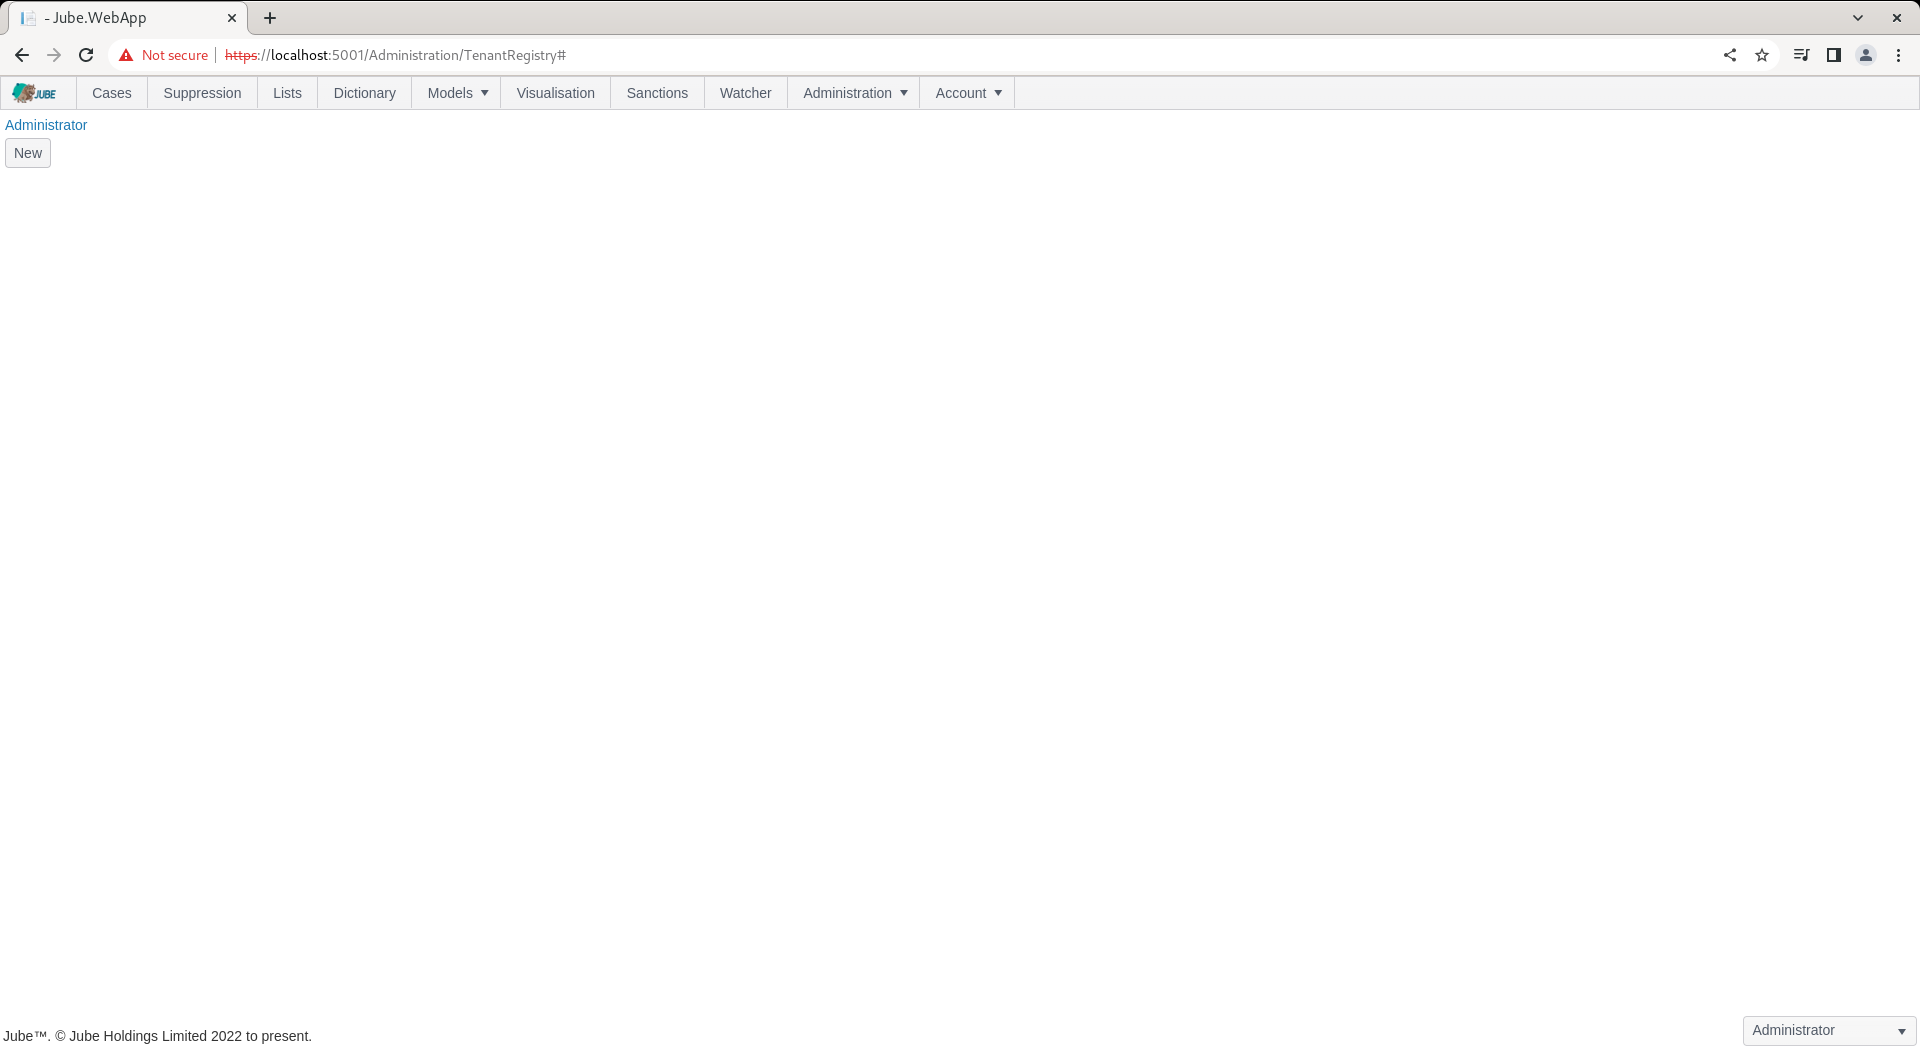 - Jube.WebApp
Not secure https://localhost:5001/Administration/TenantRegistry#
JUBE Cases Suppression Lists Dictionary Models Visualisation Sanctions Watcher Administration Account
Administrator
New
Jube™. © Jube Holdings Limited 2022 to present.
Administrator